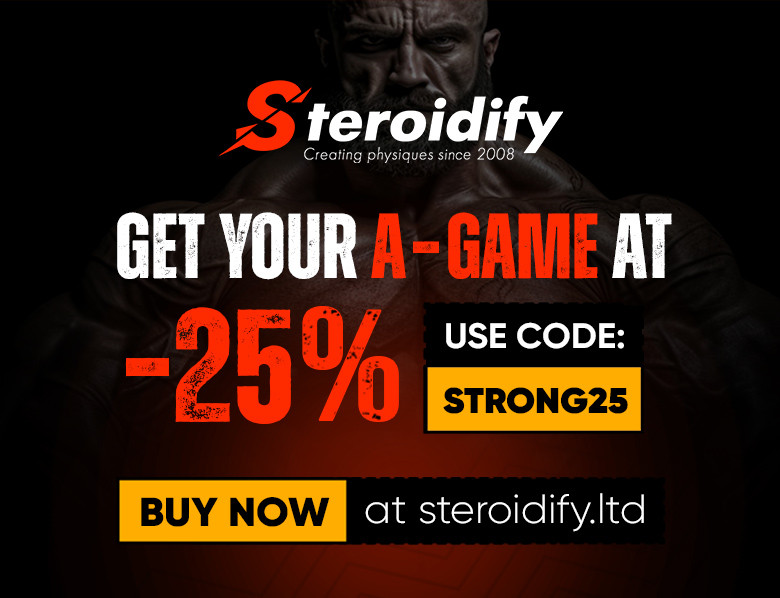 Steroidify
Creating physiques since 2008
GET YOUR A-GAME AT
-25%
USE CODE:
STRONG25
BUY NOW at steroidify.ltd